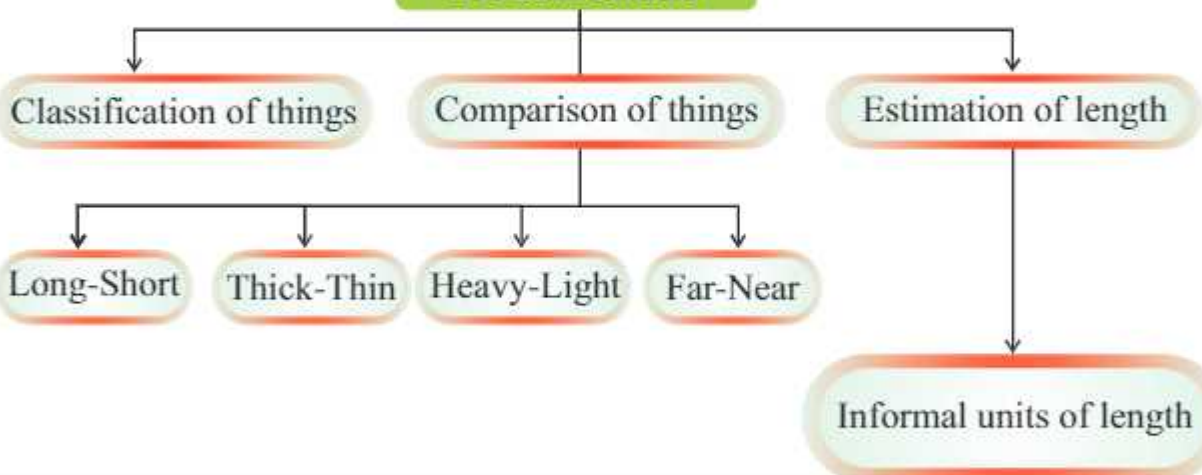 Classification of things
Comparison of things
Estimation of length
Long-Short
Thick-Thin
Heavy-Light
Far-Near
Informal units of length